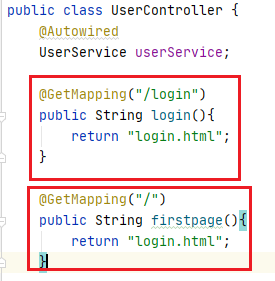 public class UserController {
@Autowired
UserService userService;
@GetMapping("/login")
public String login(){
return "login.html";
}
@GetMapping("/")
public String firstpage(){
return "login.html";
}